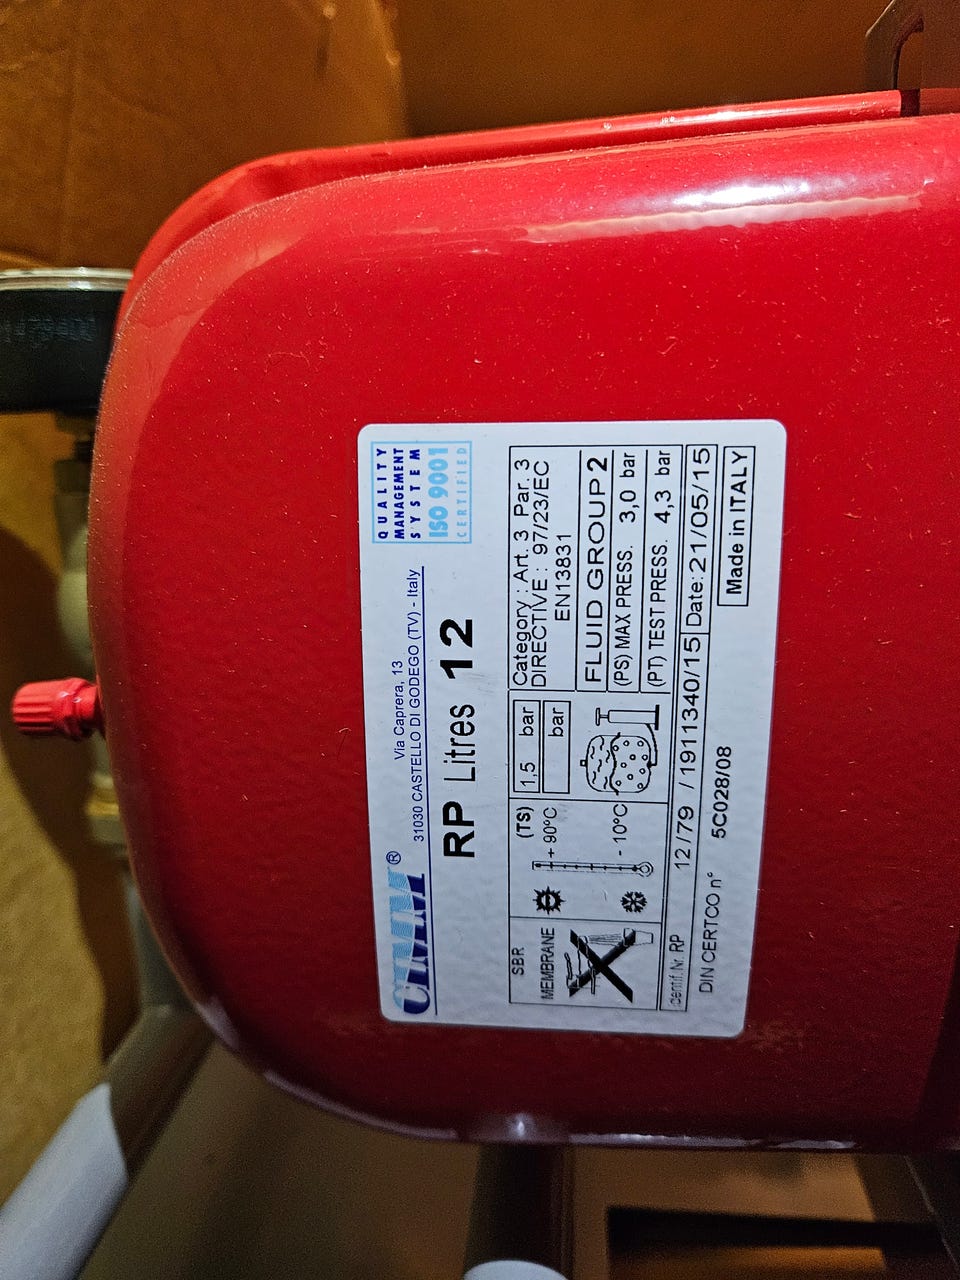 CIMM®
Via Caprera, 13
31030 CASTELLO DI GODEGO (TV) - Italy
QUALITY
MANAGEMENT
SYSTEM
ISO 9001
CERTIFIED
RP Litres 12
SBR
MEMBRANE
(TS)
+ 90°C
- 10°C
1,5 bar
bar
Category : Art. 3 Par. 3
DIRECTIVE : 97/23/EC
EN13831
FLUID GROUP 2
(PS) MAX PRESS. 3,0 bar
(PT) TEST PRESS. 4,3 bar
Identif. Nr. RP 12/79 /1911340/15 Date: 21/05/15
DIN CERTCO n° 5C028/08
Made in ITALY